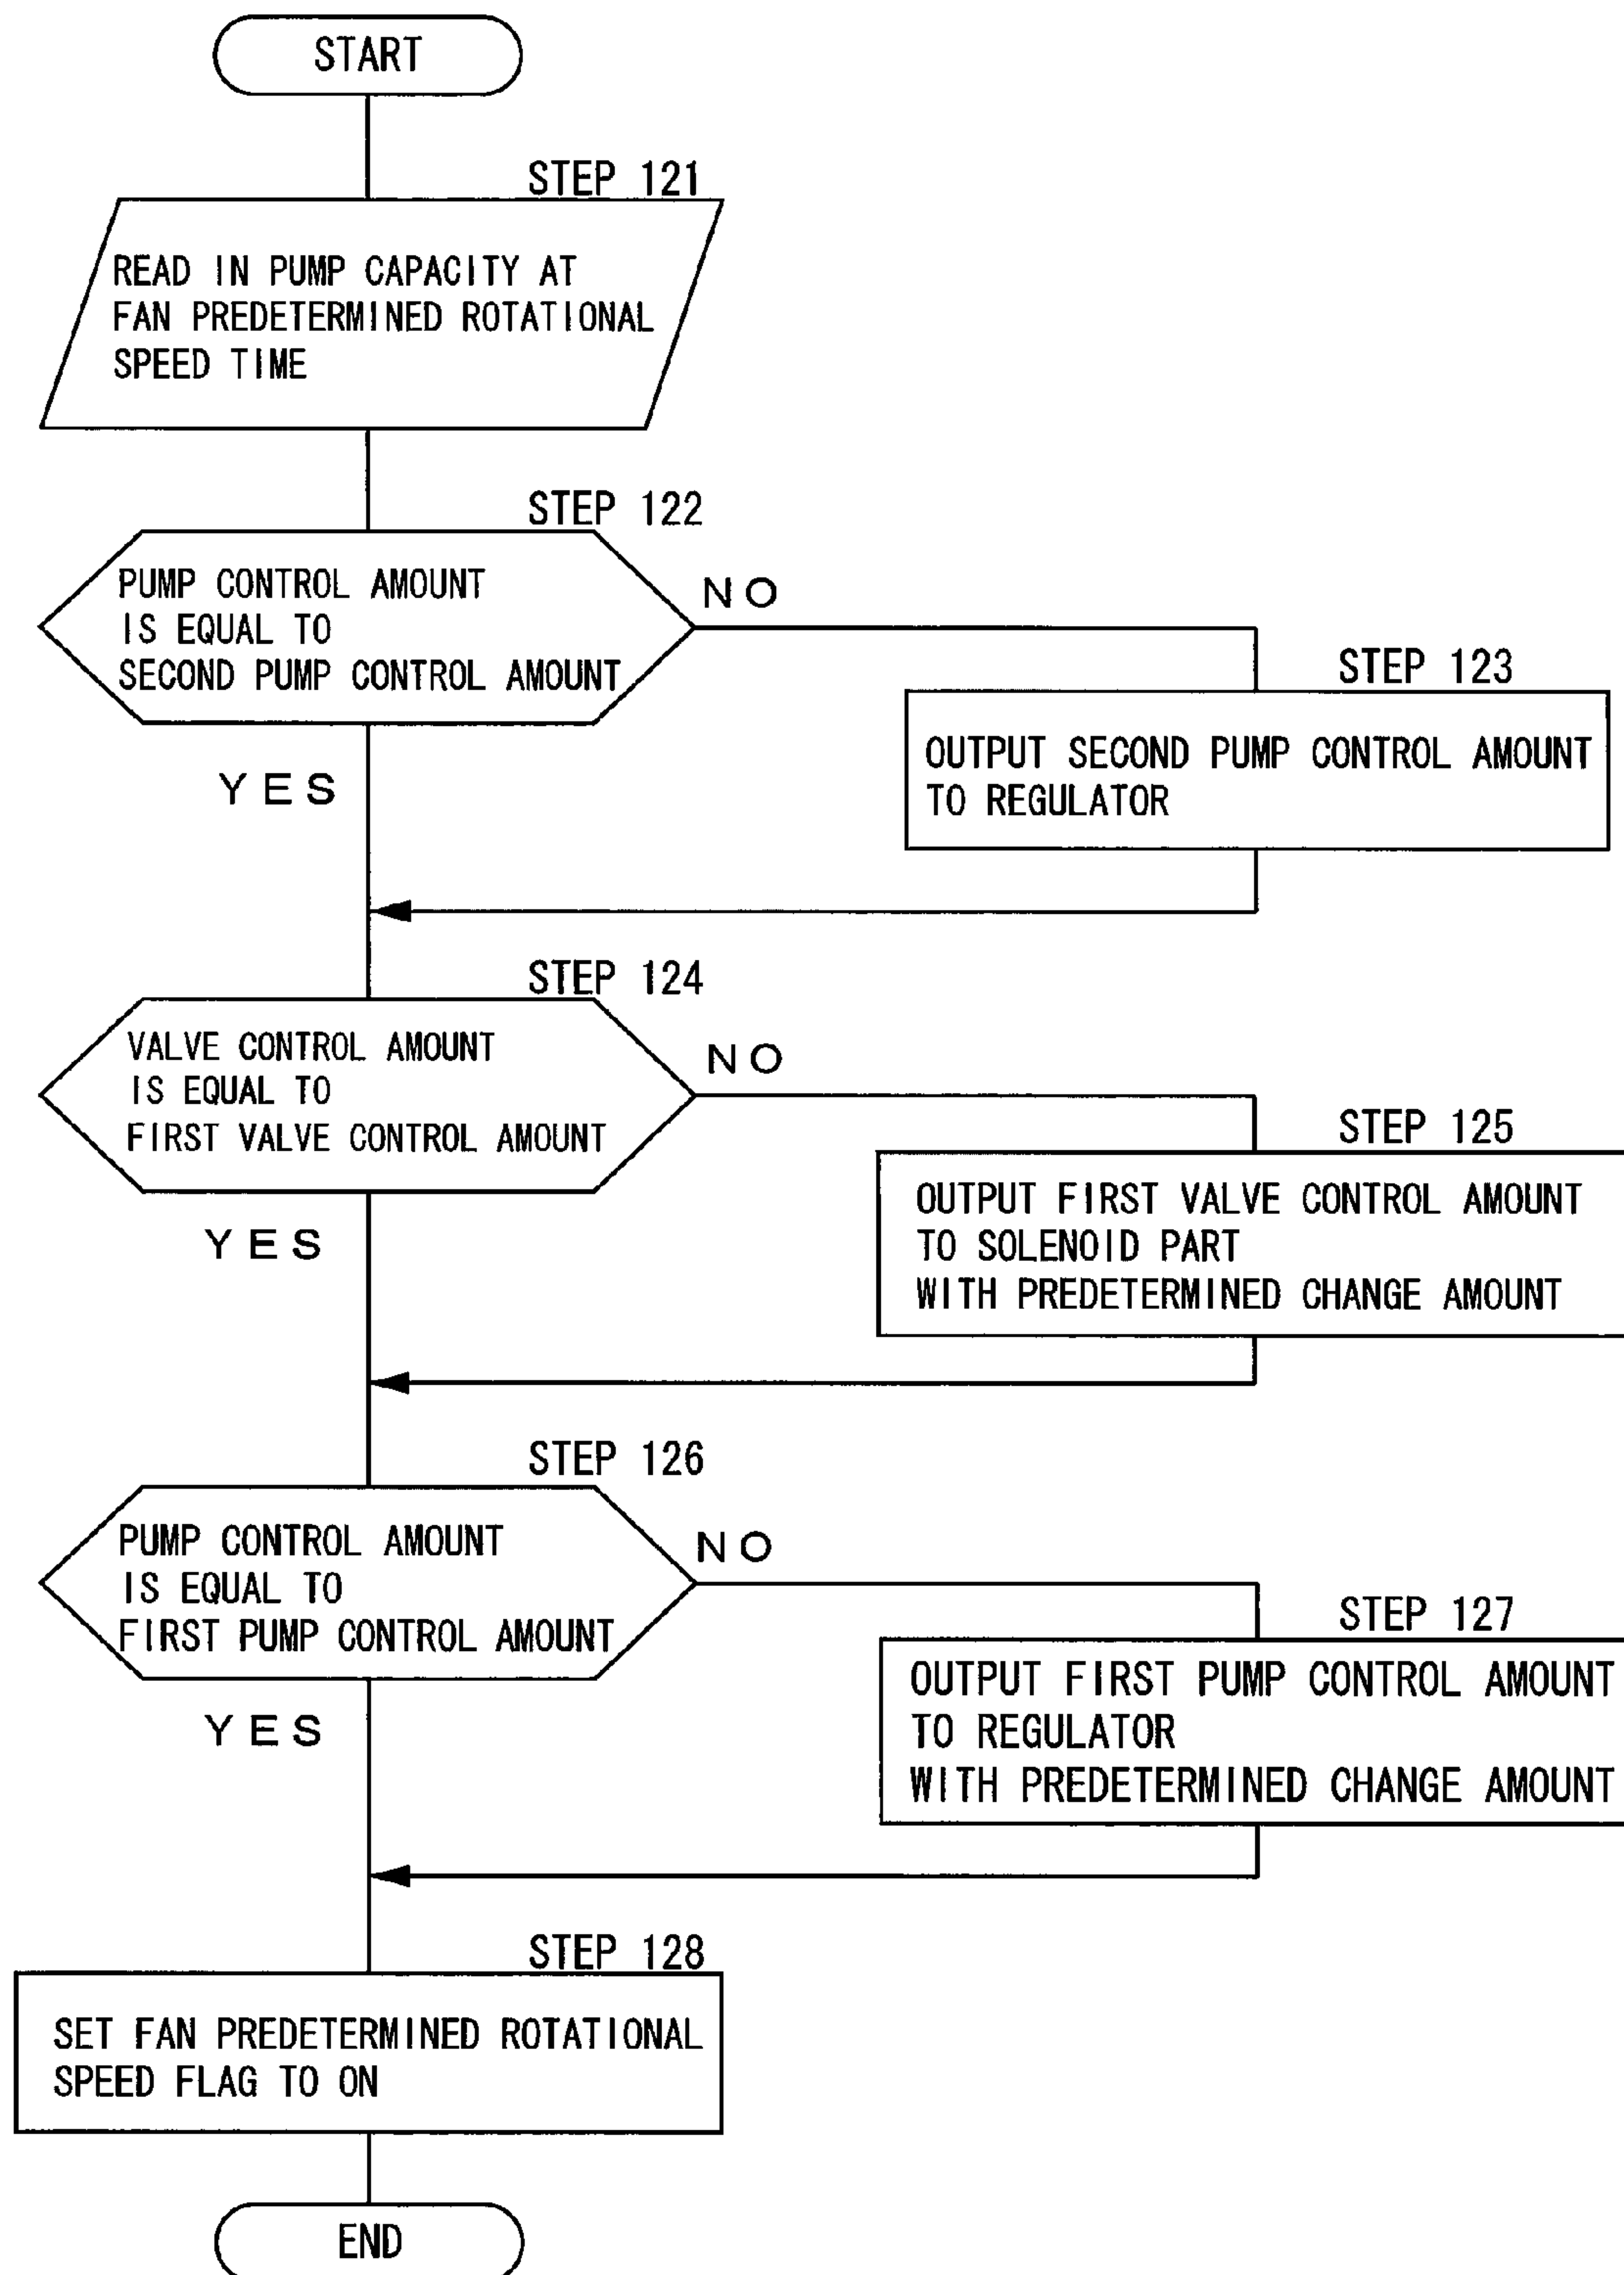 START
STEP 121
READ IN PUMP CAPACITY AT
FAN PREDETERMINED ROTATIONAL
SPEED TIME
STEP 122
PUMP CONTROL AMOUNT
IS EQUAL TO
SECOND PUMP CONTROL AMOUNT
NO
STEP 123
OUTPUT SECOND PUMP CONTROL AMOUNT
TO REGULATOR
YES
STEP 124
VALVE CONTROL AMOUNT
IS EQUAL TO
FIRST VALVE CONTROL AMOUNT
NO
STEP 125
OUTPUT FIRST VALVE CONTROL AMOUNT
TO SOLENOID PART
WITH PREDETERMINED CHANGE AMOUNT
YES
STEP 126
PUMP CONTROL AMOUNT
IS EQUAL TO
FIRST PUMP CONTROL AMOUNT
NO
STEP 127
OUTPUT FIRST PUMP CONTROL AMOUNT
TO REGULATOR
WITH PREDETERMINED CHANGE AMOUNT
YES
STEP 128
SET FAN PREDETERMINED ROTATIONAL
SPEED FLAG TO ON
END